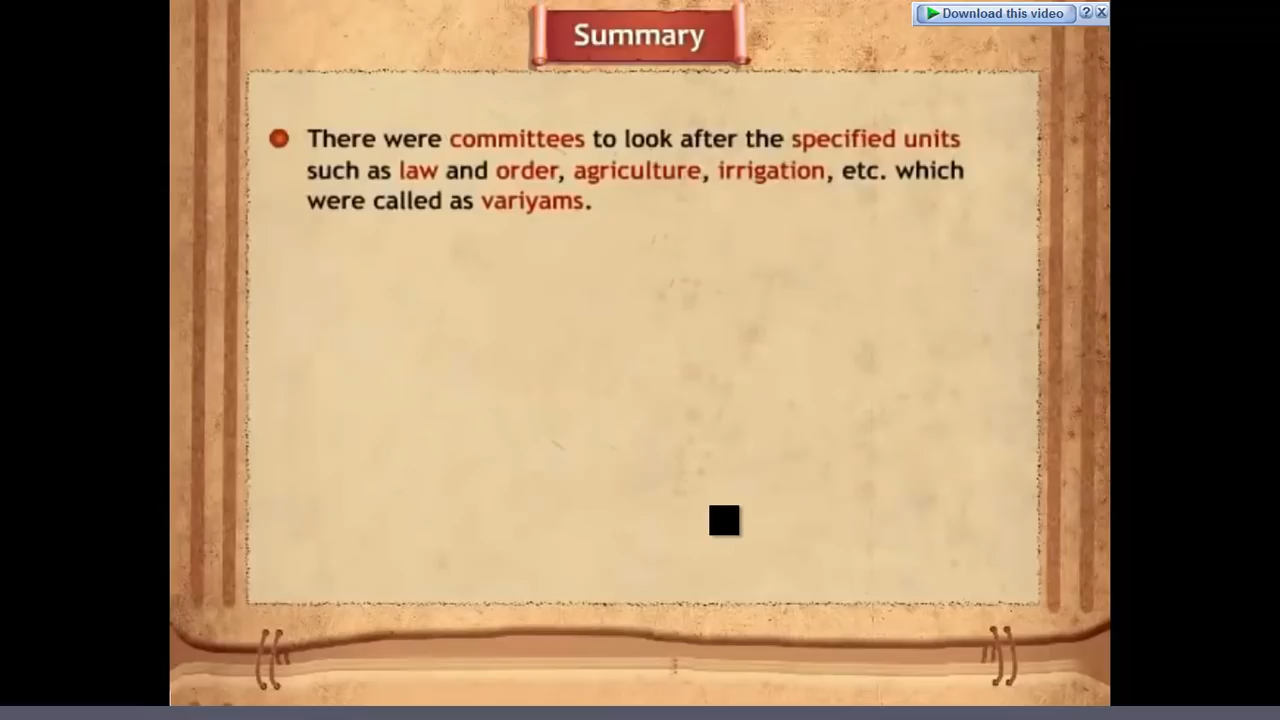 Download this video ? X
Summary
There were committees to look after the specified units
such as law and order, agriculture, irrigation, etc. which
were called as variyams.